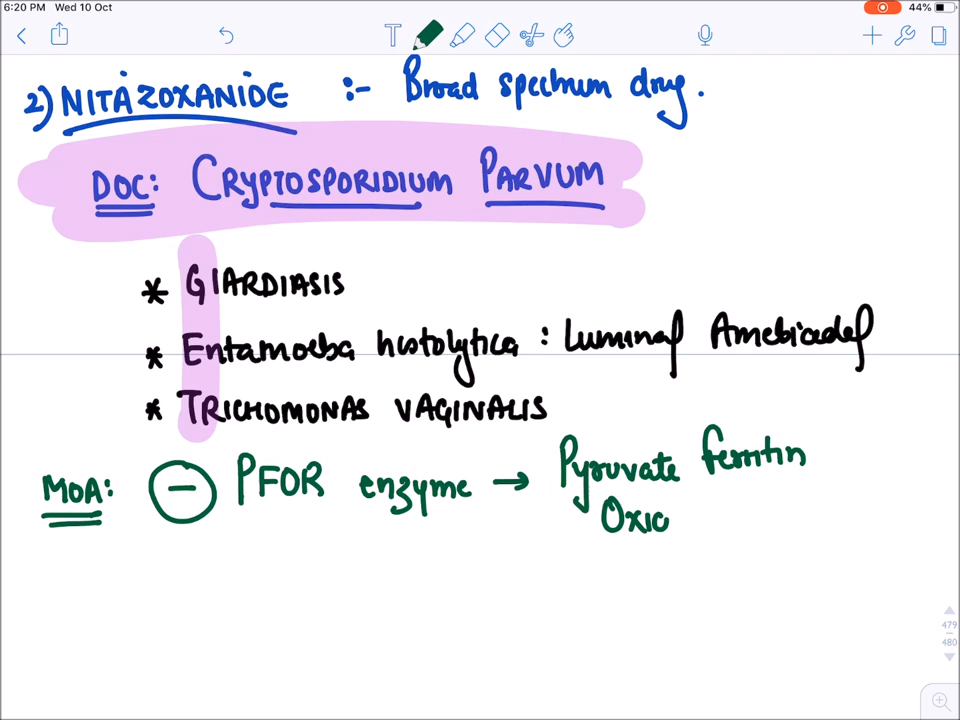 6:20 PM Wed 10 Oct 44%
T
2) NITAZOXANIDE :- Broad spectrum drug.
DOC: CRYPTOSPORIDIUM PARVUM
* GIARDIASIS
* Entamoeba histolytica : Luminal Amebicidal
* TRICHOMONAS VAGINALIS
MOA: (−) PFOR enzyme → Pyruvate ferritin
Oxic
479
480